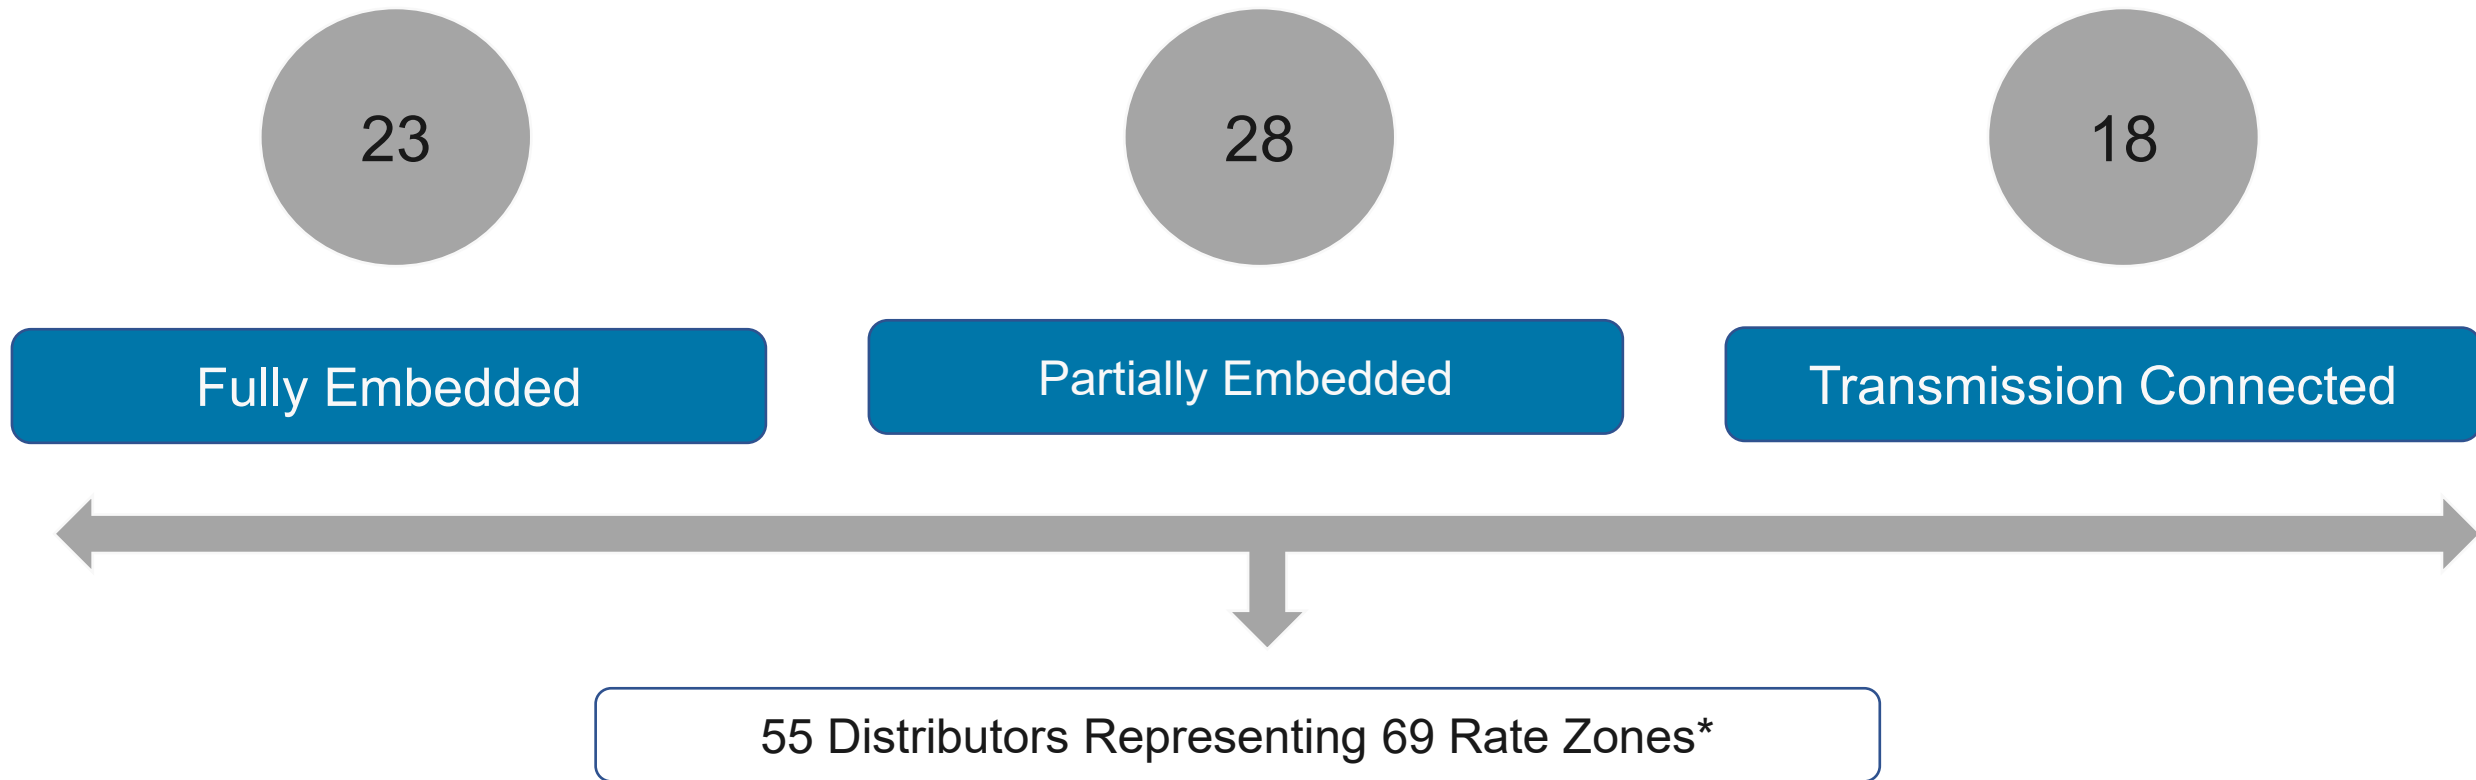 23
28
18
Fully Embedded
Partially Embedded
Transmission Connected
55 Distributors Representing 69 Rate Zones*